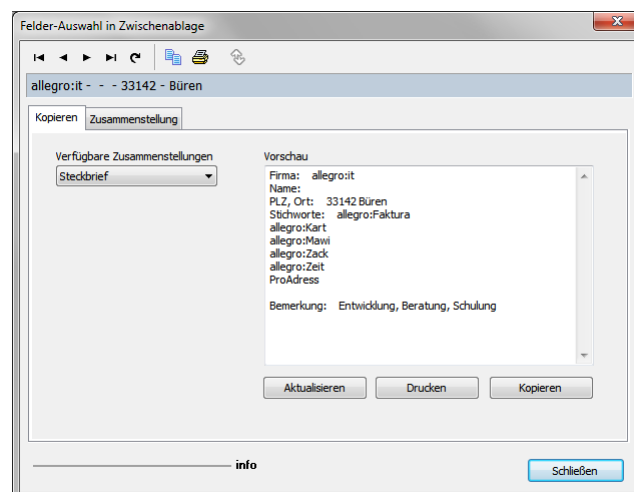 Felder-Auswahl in Zwischenablage
allegro:it - - - 33142 - Büren
Kopieren Zusammenstellung
Verfügbare Zusammenstellungen
Steckbrief
Vorschau
Firma: allegro:it
Name:
PLZ, Ort: 33142 Büren
Stichworte: allegro:Faktura
allegro:Kart
allegro:Mawi
allegro:Zack
allegro:Zeit
ProAdress
Bemerkung: Entwicklung, Beratung, Schulung
Aktualisieren Drucken Kopieren
info
Schließen